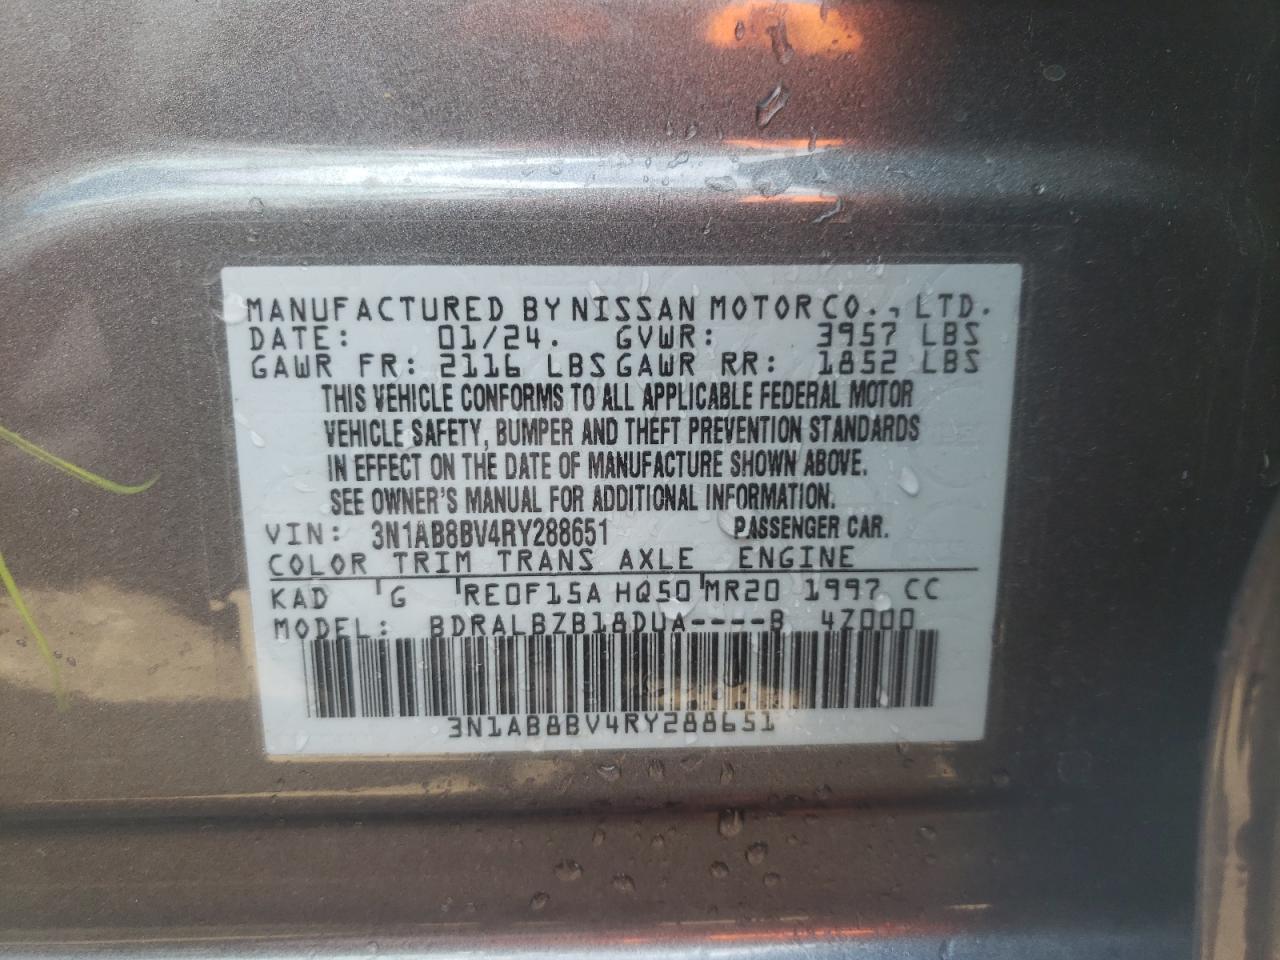 MANUFACTURED BY NISSAN MOTOR CO., LTD.
DATE: 01/24. GVWR: 3957 LBS
GAWR FR: 2116 LBS GAWR RR: 1852 LBS
THIS VEHICLE CONFORMS TO ALL APPLICABLE FEDERAL MOTOR
VEHICLE SAFETY, BUMPER AND THEFT PREVENTION STANDARDS
IN EFFECT ON THE DATE OF MANUFACTURE SHOWN ABOVE.
SEE OWNER'S MANUAL FOR ADDITIONAL INFORMATION.
VIN: 3N1AB8BV4RY288651 PASSENGER CAR.
COLOR TRIM TRANS AXLE ENGINE
KAD G RE0F15A HQ50 MR20 1997 CC
MODEL: BDRALBZB18DUA----B 4Z000
3N1AB8BV4RY288651